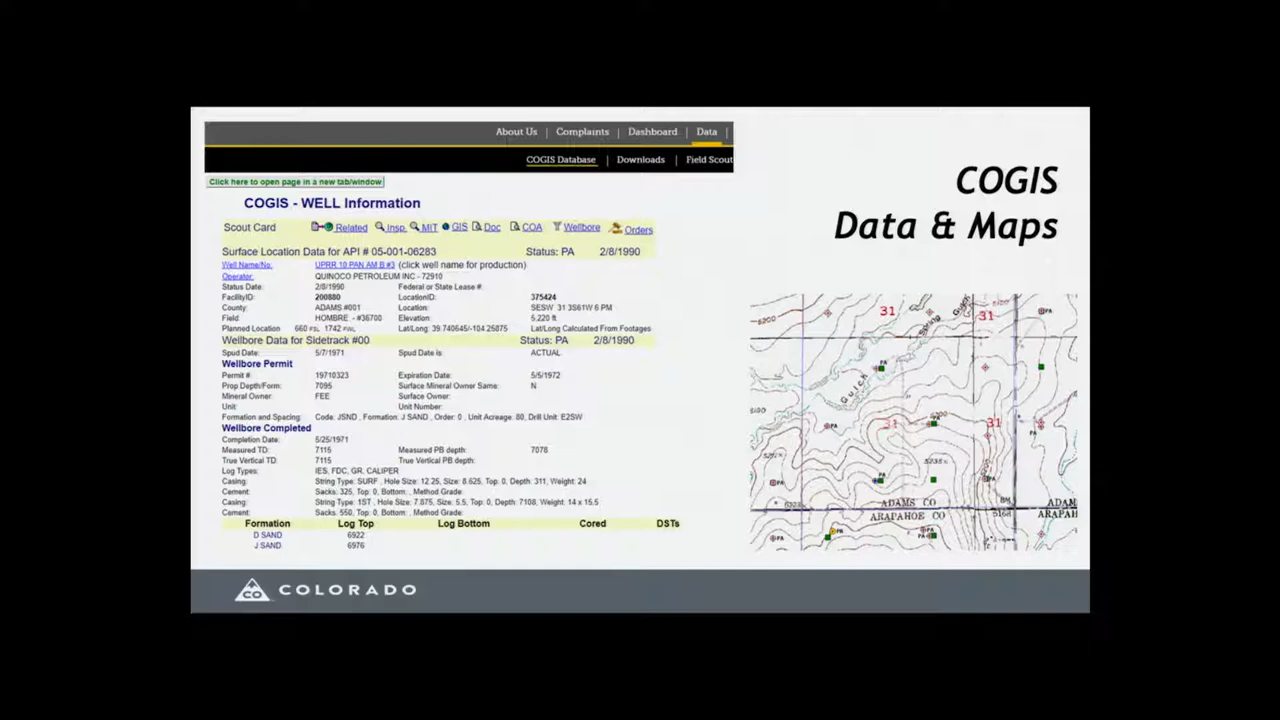 About Us | Complaints | Dashboard | Data |
COGIS Database | Downloads | Field Scout
Click here to open page in a new tab/window
COGIS - WELL Information
Scout Card Related Insp. MIT GIS Doc COA Wellbore Orders
Surface Location Data for API # 05-001-06283 Status: PA 2/8/1990
Well Name/No: UPRR 10 PAN AM B #3 (click well name for production)
Operator: QUINOCO PETROLEUM INC - 72910
Status Date: 2/8/1990 Federal or State Lease #:
FacilityID: 200880 LocationID: 375424
County: ADAMS #001 Location: SESW 31 3S61W 6 PM
Field HOMBRE - #36700 Elevation: 5,220 ft
Planned Location 660 FSL 1742 FWL Lat/Long: 39.740645/-104.25875 Lat/Long Calculated From Footages
Wellbore Data for Sidetrack #00 Status: PA 2/8/1990
Spud Date: 5/7/1971 Spud Date is: ACTUAL
Wellbore Permit
Permit # 19710323 Expiration Date: 5/5/1972
Prop Depth/Form: 7095 Surface Mineral Owner Same: N
Mineral Owner: FEE Surface Owner:
Unit: Unit Number:
Formation and Spacing: Code: JSND , Formation: J SAND , Order: 0 , Unit Acreage: 80, Drill Unit: E2SW
Wellbore Completed
Completion Date: 5/25/1971
Measured TD: 7115 Measured PB depth: 7078
True Vertical TD: 7115 True Vertical PB depth:
Log Types: IES, FDC, GR, CALIPER
Casing: String Type: SURF , Hole Size: 12.25, Size: 8.625, Top: 0, Depth: 311, Weight: 24
Cement: Sacks: 325, Top: 0, Bottom: , Method Grade:
Casing: String Type: 1ST , Hole Size: 7.875, Size: 5.5, Top: 0, Depth: 7108, Weight: 14 x 15.5
Cement: Sacks: 550, Top: 0, Bottom: , Method Grade:
Formation Log Top Log Bottom Cored DSTs
D SAND 6922
J SAND 6976
COGIS
Data & Maps
31 31
5200
Gulch
PA
31 31
5200
ADAMS CO ADAM
ARAPAHOE CO 5168 ARAPAH
PA PR PA
CO COLORADO